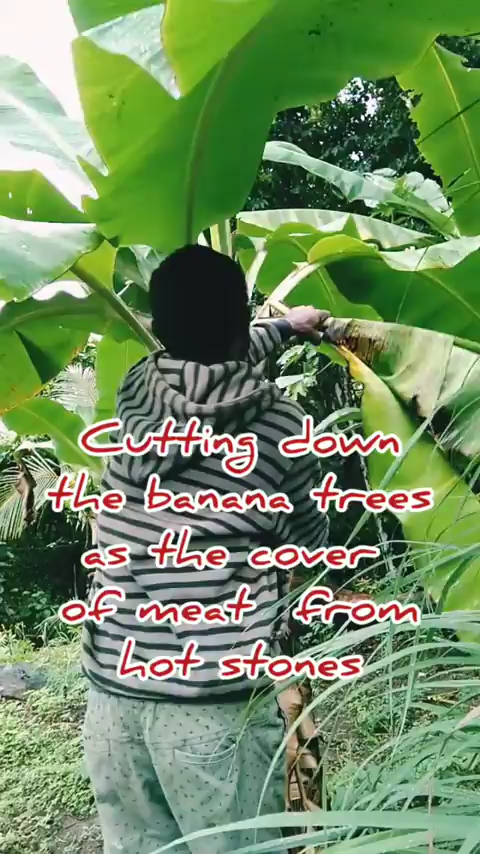 Cutting down
the banana trees
as the cover
of meat from
hot stones